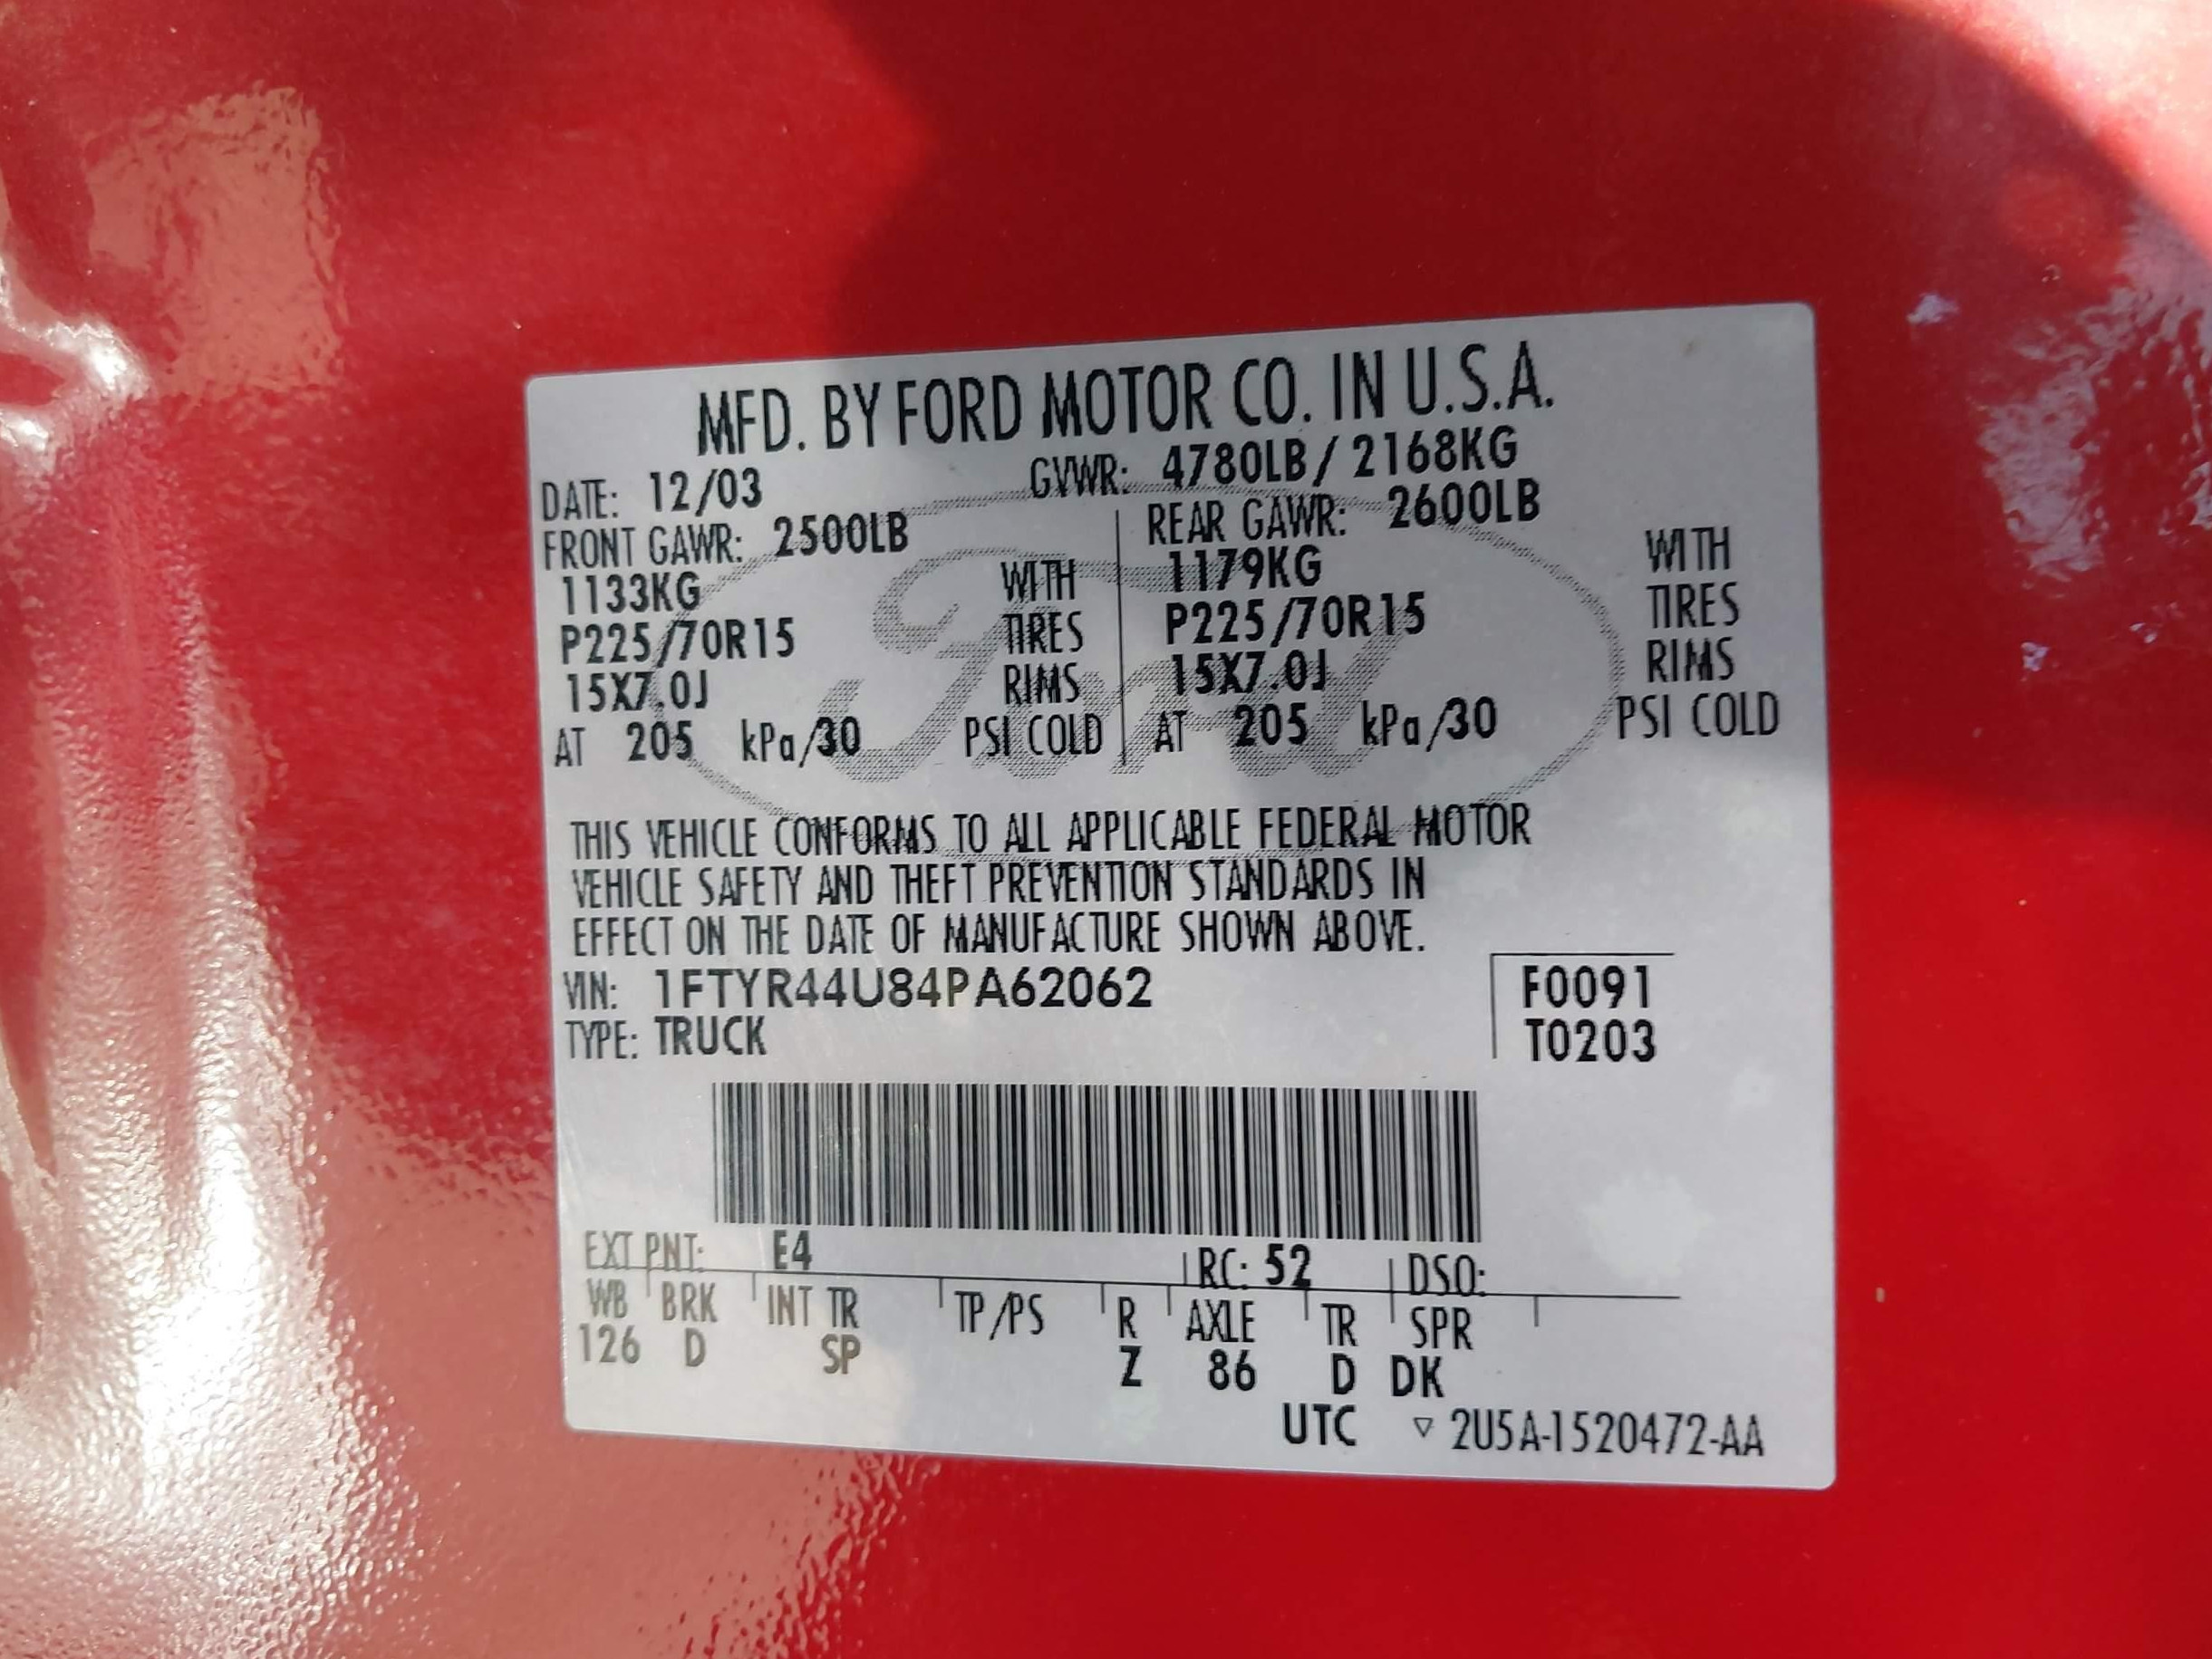 MFD. BY FORD MOTOR CO. IN U.S.A.
DATE: 12/03 GVWR: 4780LB/ 2168KG
FRONT GAWR: 2500LB REAR GAWR: 2600LB
1133KG WITH 1179KG WITH
P225/70R15 TIRES P225/70R15 TIRES
15X7.0J RIMS 15X7.0J RIMS
AT 205 kPa/30 PSI COLD AT 205 kPa/30 PSI COLD
Ford
THIS VEHICLE CONFORMS TO ALL APPLICABLE FEDERAL MOTOR
VEHICLE SAFETY AND THEFT PREVENTION STANDARDS IN
EFFECT ON THE DATE OF MANUFACTURE SHOWN ABOVE.
VIN: 1FTYR44U84PA62062 F0091
TYPE: TRUCK T0203
EXT PNT: E4 RC: 52 DSO:
WB BRK INT TR TP/PS R AXLE TR SPR
126 D SP Z 86 D DK
UTC ▽ 2U5A-1520472-AA